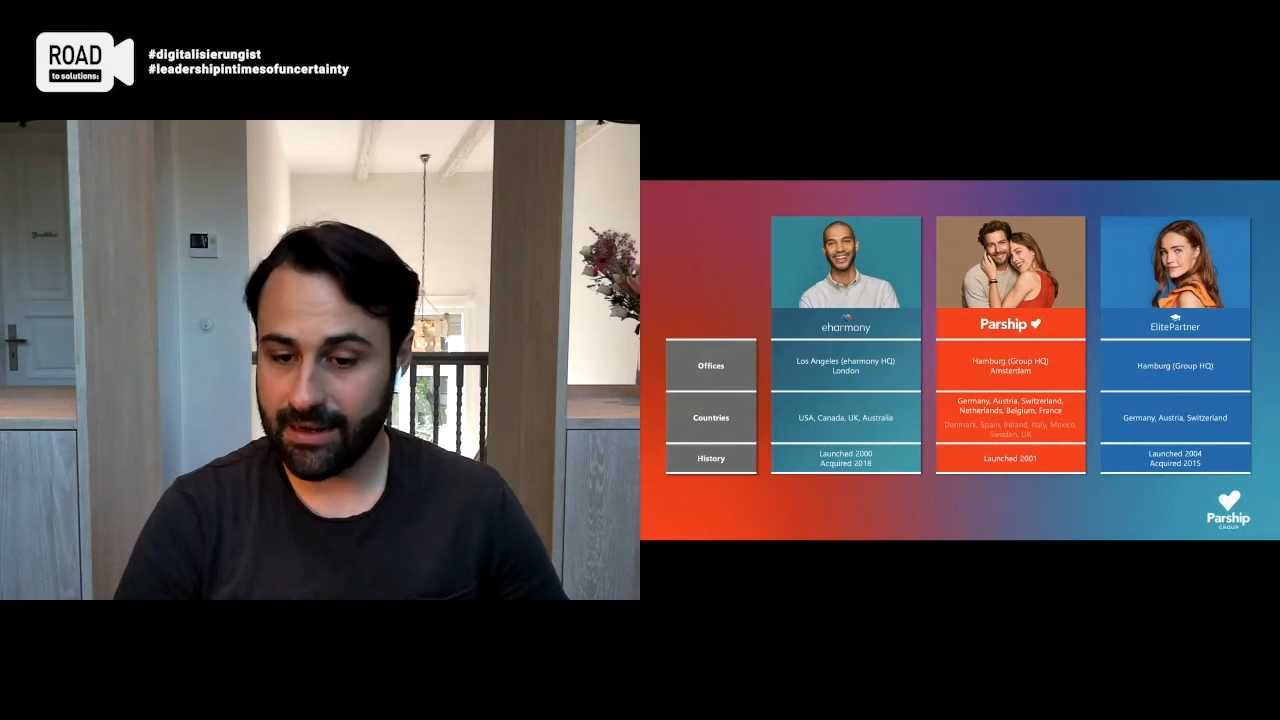 ROAD
to solutions:
#digitalisierungist
#leadershipintimesofuncertainty
eharmony
Parship
ElitePartner
Offices
Los Angeles (eharmony HQ)
London
Hamburg (Group HQ)
Amsterdam
Hamburg (Group HQ)
Countries
USA, Canada, UK, Australia
Germany, Austria, Switzerland,
Netherlands, Belgium, France
Denmark, Spain, Ireland, Italy, Mexico,
Sweden, UK
Germany, Austria, Switzerland
History
Launched 2000
Acquired 2018
Launched 2001
Launched 2004
Acquired 2015
Parship
GROUP